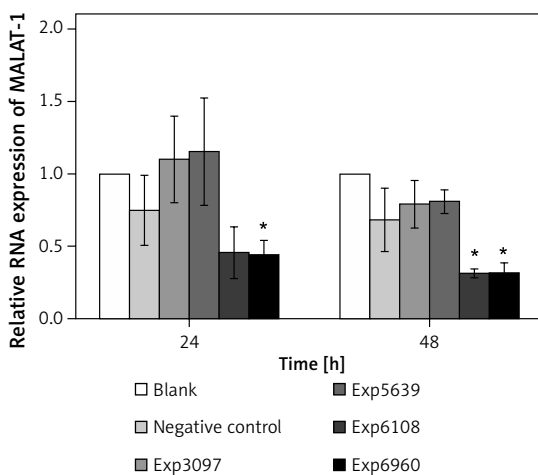 Relative RNA expression of MALAT-1
2.0
1.5
1.0
0.5
0.0
*
* *
24 48
Time [h]
Blank Exp5639
Negative control Exp6108
Exp3097 Exp6960